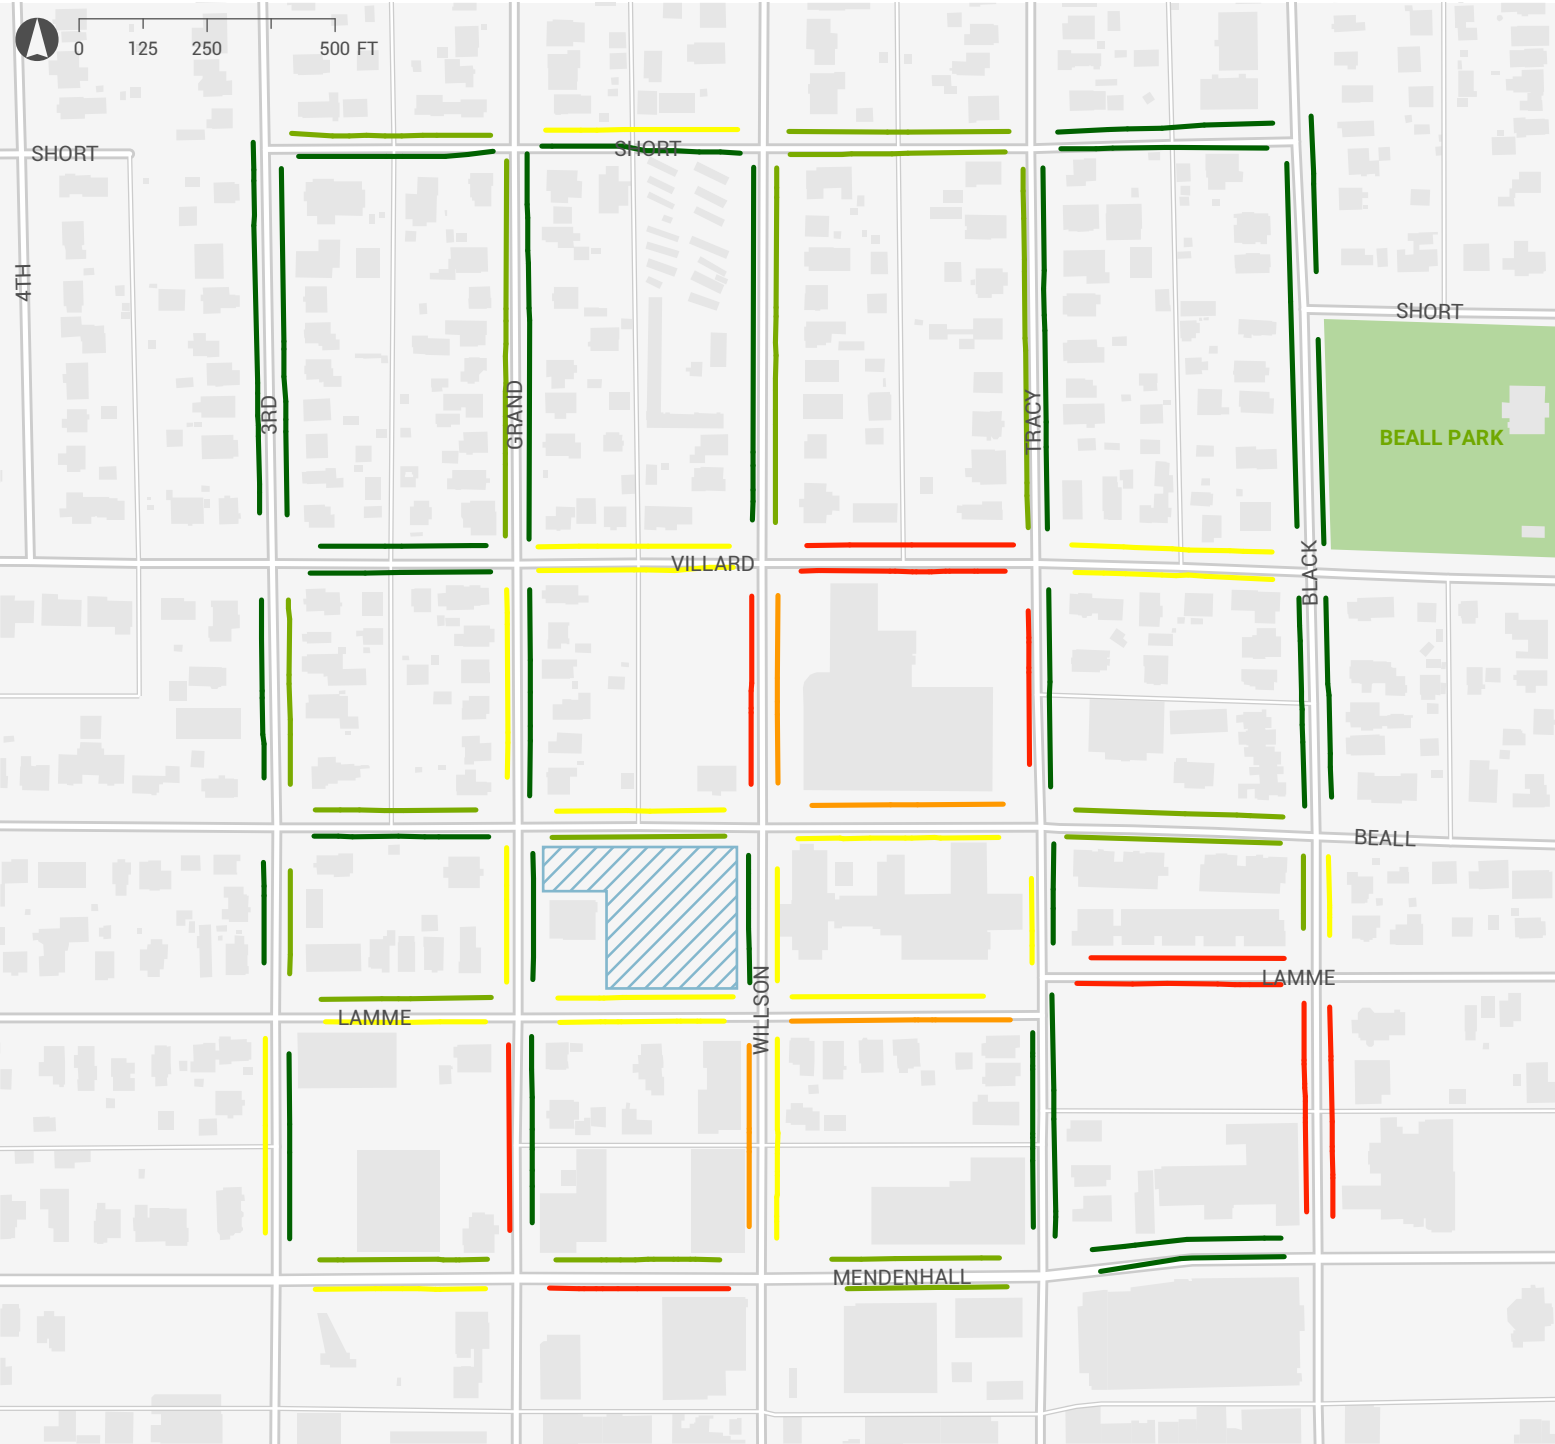 0 125 250 500 FT
SHORT
SHORT
4TH
SHORT
3RD
GRAND
TRACY
BEALL PARK
VILLARD
BLACK
BEALL
LAMME
WILLSON
LAMME
MENDENHALL